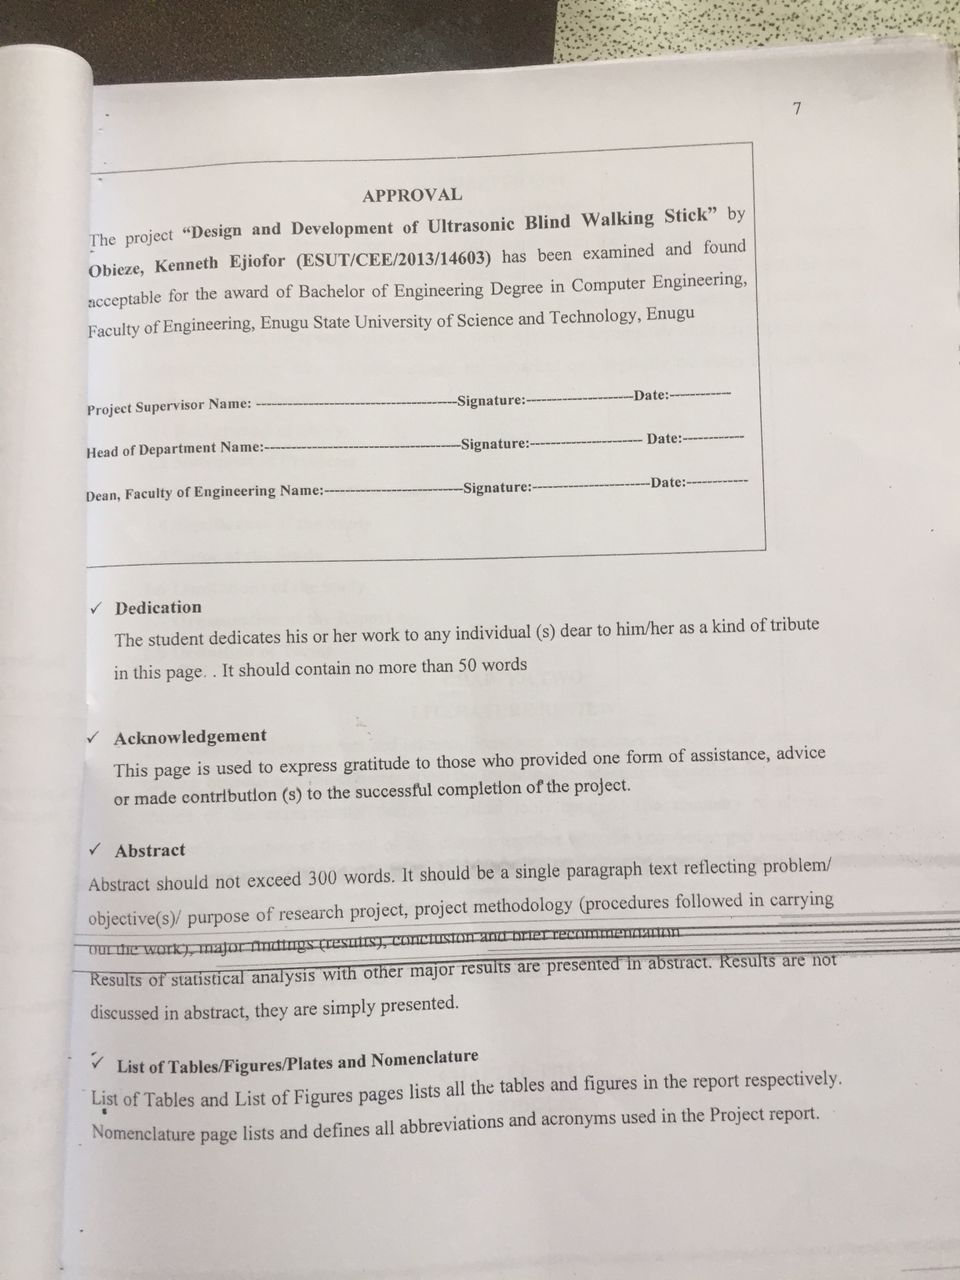 7
APPROVAL
The project “Design and Development of Ultrasonic Blind Walking Stick” by
Obieze, Kenneth Ejiofor (ESUT/CEE/2013/14603) has been examined and found
acceptable for the award of Bachelor of Engineering Degree in Computer Engineering,
Faculty of Engineering, Enugu State University of Science and Technology, Enugu
Project Supervisor Name: ------------------------------------Signature:-------------------Date:-----------
Head of Department Name:-----------------------------------Signature:-------------------- Date:-----------
Dean, Faculty of Engineering Name:-------------------------Signature:---------------------Date:-----------
✓ Dedication
The student dedicates his or her work to any individual (s) dear to him/her as a kind of tribute
in this page. . It should contain no more than 50 words
✓ Acknowledgement
This page is used to express gratitude to those who provided one form of assistance, advice
or made contribution (s) to the successful completion of the project.
✓ Abstract
Abstract should not exceed 300 words. It should be a single paragraph text reflecting problem/
objective(s)/ purpose of research project, project methodology (procedures followed in carrying
out the work), major findings (results), conclusion and brief recommendation.
Results of statistical analysis with other major results are presented in abstract. Results are not
discussed in abstract, they are simply presented.
✓ List of Tables/Figures/Plates and Nomenclature
List of Tables and List of Figures pages lists all the tables and figures in the report respectively.
Nomenclature page lists and defines all abbreviations and acronyms used in the Project report.